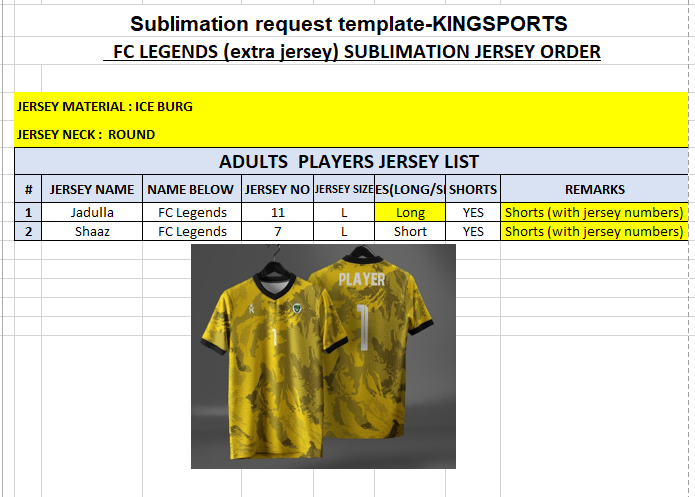 Sublimation request template-KINGSPORTS
FC LEGENDS (extra jersey) SUBLIMATION JERSEY ORDER
JERSEY MATERIAL : ICE BURG
JERSEY NECK : ROUND
ADULTS PLAYERS JERSEY LIST
# JERSEY NAME NAME BELOW JERSEY NO JERSEY SIZE ES(LONG/S SHORTS REMARKS
1 Jadulla FC Legends 11 L Long YES Shorts (with jersey numbers)
2 Shaaz FC Legends 7 L Short YES Shorts (with jersey numbers)
PLAYER
1
1